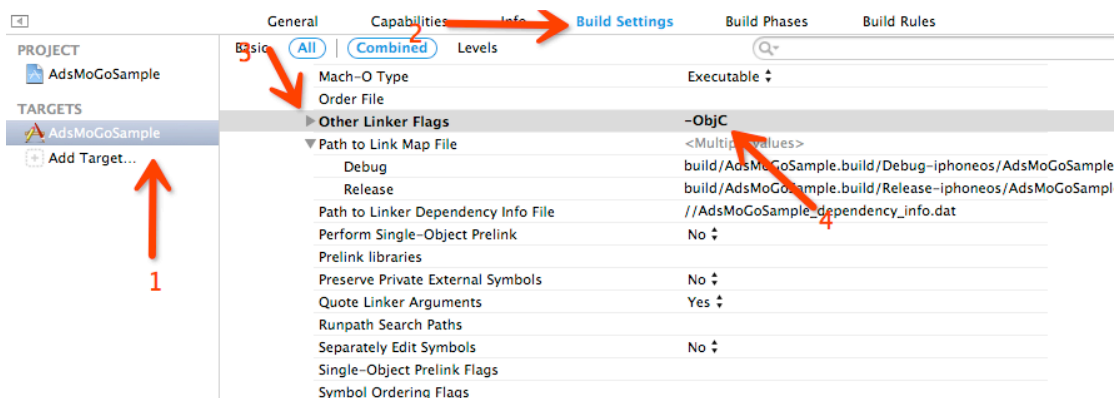 General Capabilities Info Build Settings Build Phases Build Rules
2
PROJECT
AdsMoGoSample
TARGETS
AdsMoGoSample
Add Target...
1
Basic All Combined Levels
3
Mach-O Type Executable
Order File
Other Linker Flags -ObjC
Path to Link Map File <Multiple values>
Debug build/AdsMoGoSample.build/Debug-iphoneos/AdsMoGoSample
Release build/AdsMoGoSample.build/Release-iphoneos/AdsMoGoSampl
Path to Linker Dependency Info File //AdsMoGoSample_dependency_info.dat
4
Perform Single-Object Prelink No
Prelink libraries
Preserve Private External Symbols No
Quote Linker Arguments Yes
Runpath Search Paths
Separately Edit Symbols No
Single-Object Prelink Flags
Symbol Ordering Flags